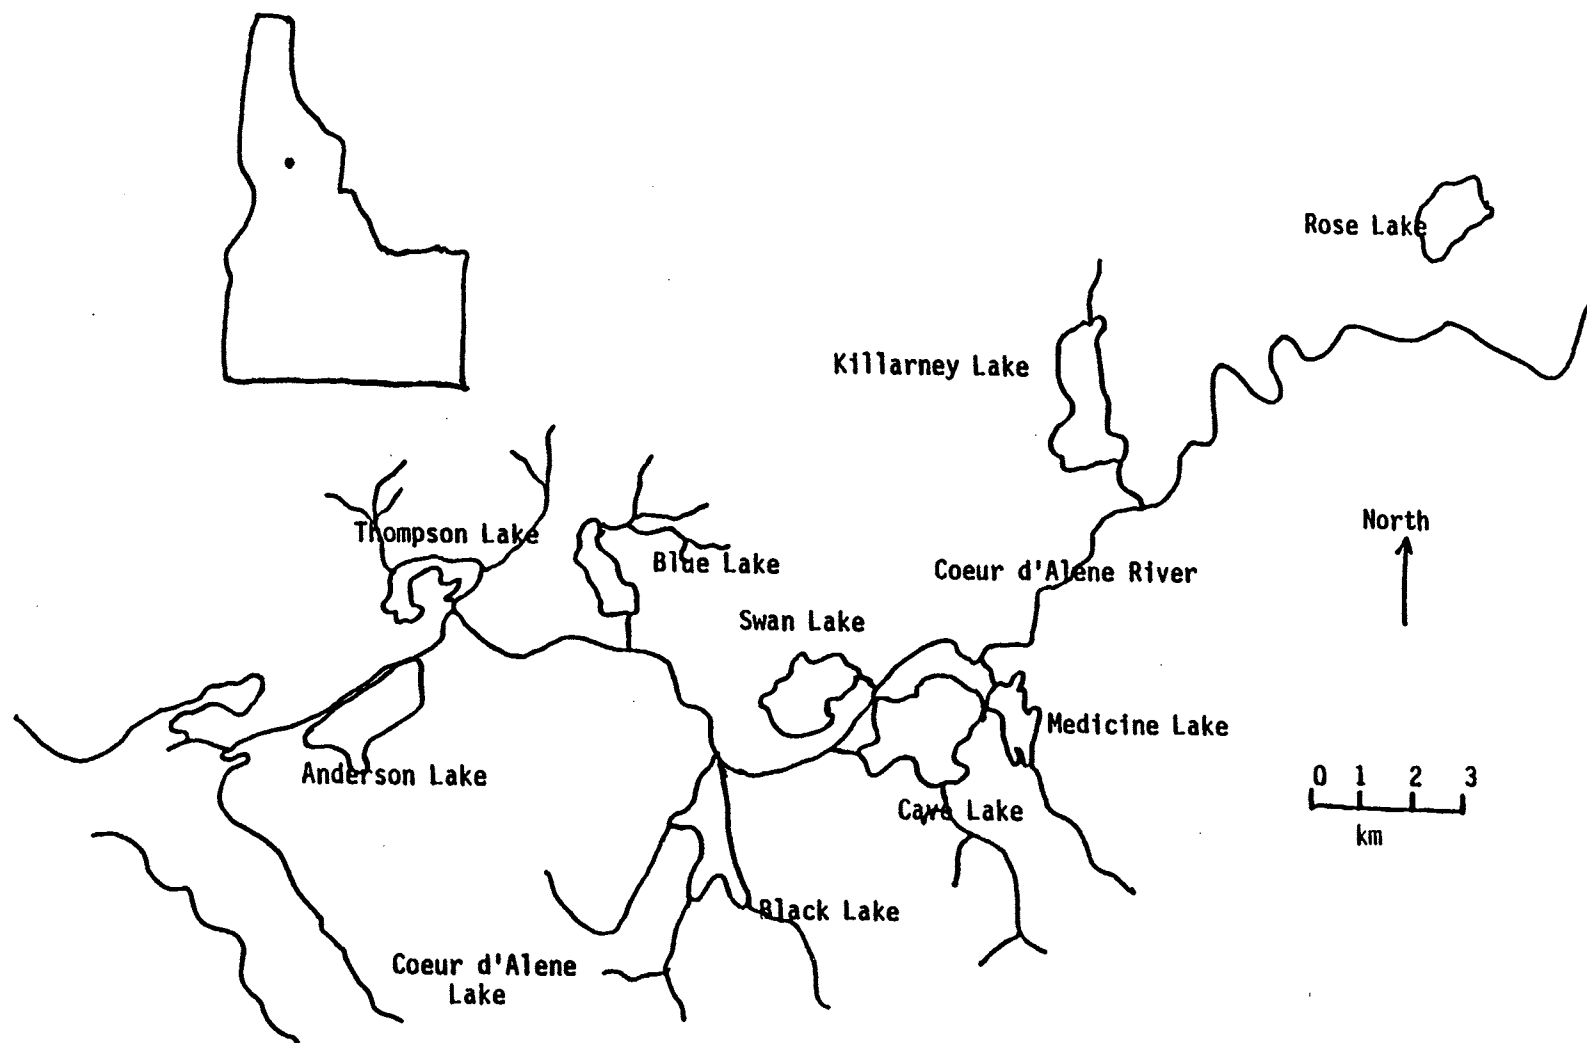 Rose Lake
Killarney Lake
North
Thompson Lake
Blue Lake
Coeur d'Alene River
Swan Lake
Medicine Lake
Anderson Lake
0 1 2 3
km
Cave Lake
Black Lake
Coeur d'Alene
Lake